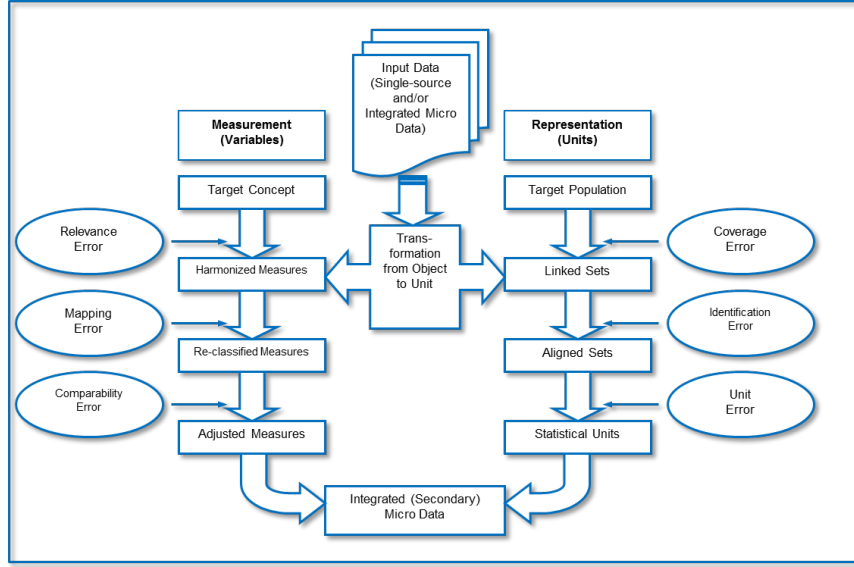 Input Data
(Single-source
and/or
Integrated Micro
Data)
Measurement
(Variables)
Representation
(Units)
Target Concept
Target Population
Relevance
Error
Trans-
formation
from Object
to Unit
Coverage
Error
Harmonized Measures
Linked Sets
Mapping
Error
Identification
Error
Re-classified Measures
Aligned Sets
Comparability
Error
Unit
Error
Adjusted Measures
Statistical Units
Integrated (Secondary)
Micro Data